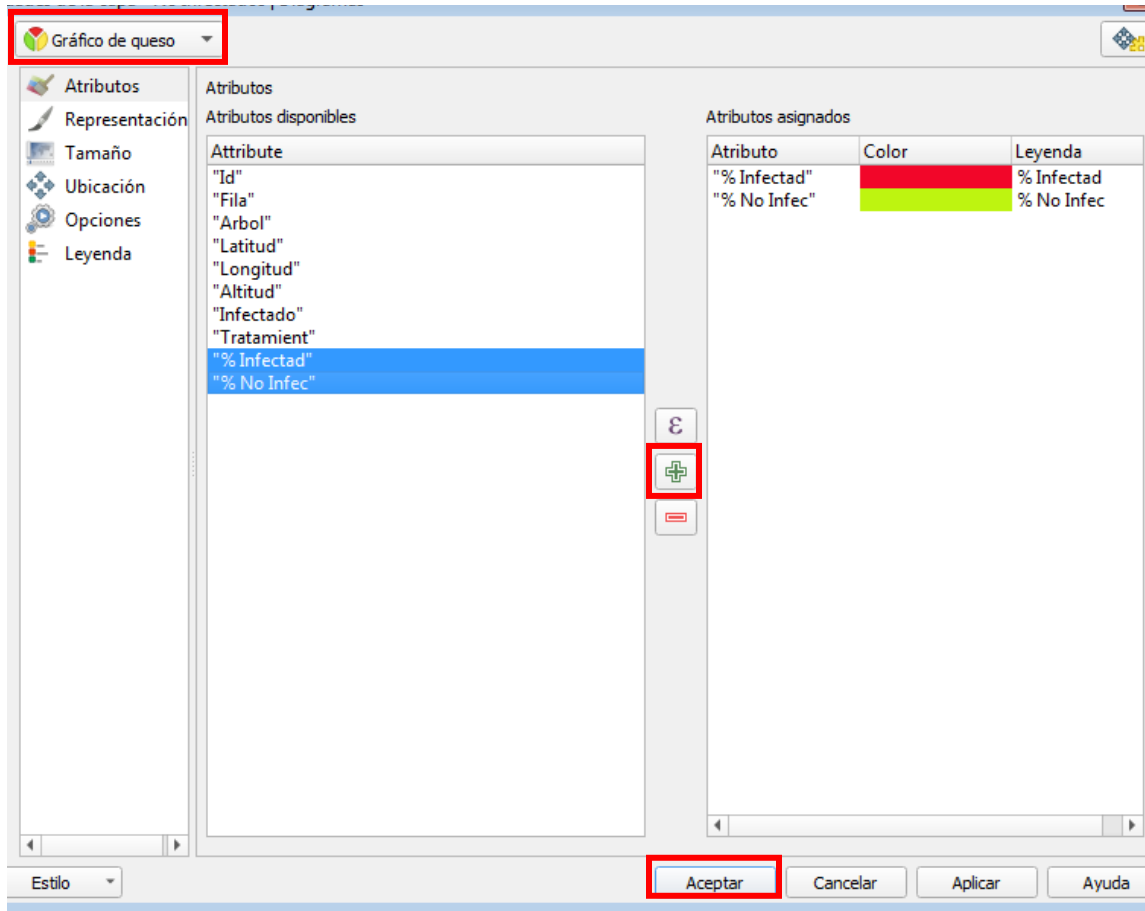 Gráfico de queso
Atributos
Representación
Tamaño
Ubicación
Opciones
Leyenda
Atributos
Atributos disponibles
Attribute
"Id"
"Fila"
"Arbol"
"Latitud"
"Longitud"
"Altitud"
"Infectado"
"Tratamient"
"% Infectad"
"% No Infec"
ε
Atributos asignados
Atributo Color Leyenda
"% Infectad" % Infectad
"% No Infec" % No Infec
Estilo
Aceptar Cancelar Aplicar Ayuda